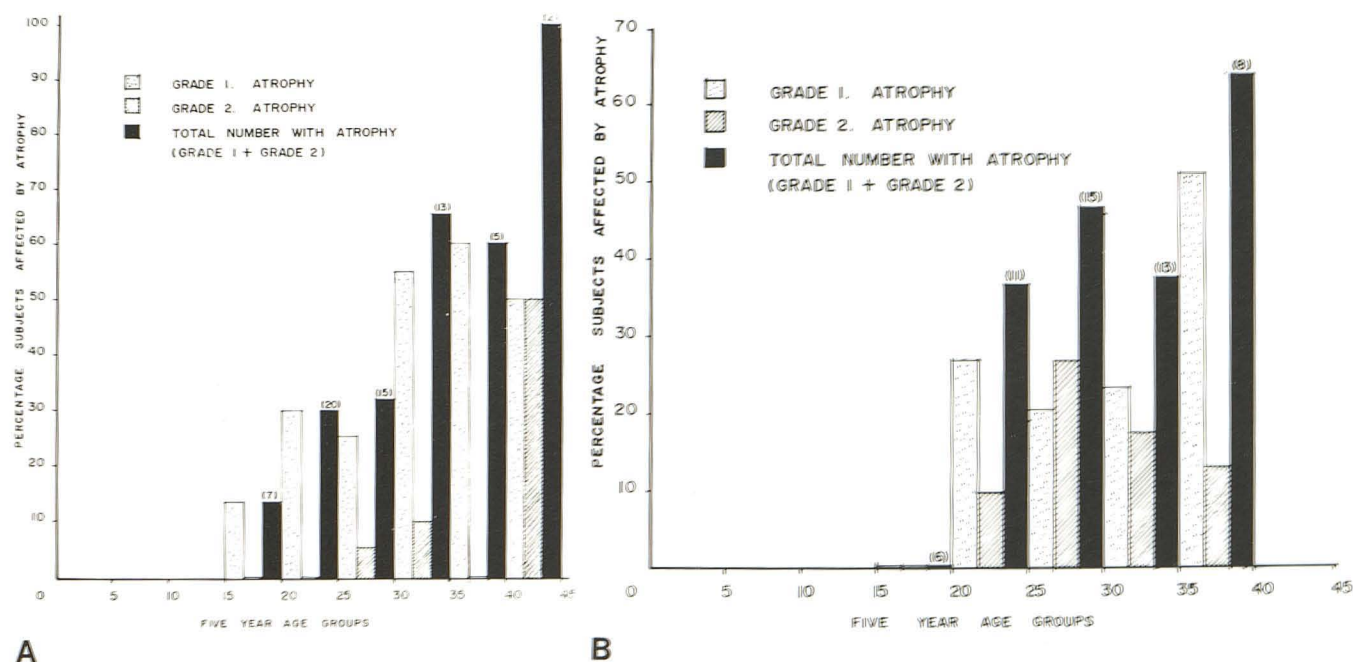 100
90
80
70
60
50
40
30
20
10
PERCENTAGE SUBJECTS AFFECTED BY ATROPHY
GRADE 1. ATROPHY
GRADE 2. ATROPHY
TOTAL NUMBER WITH ATROPHY
(GRADE 1 + GRADE 2)
(7)
(20)
(15)
(13)
(5)
(2)
0 5 10 15 20 25 30 35 40 45
FIVE YEAR AGE GROUPS
A
70
60
50
40
30
20
10
PERCENTAGE SUBJECTS AFFECTED BY ATROPHY
GRADE 1. ATROPHY
GRADE 2. ATROPHY
TOTAL NUMBER WITH ATROPHY
(GRADE 1 + GRADE 2)
(6)
(11)
(15)
(13)
(8)
0 5 10 15 20 25 30 35 40 45
FIVE YEAR AGE GROUPS
B